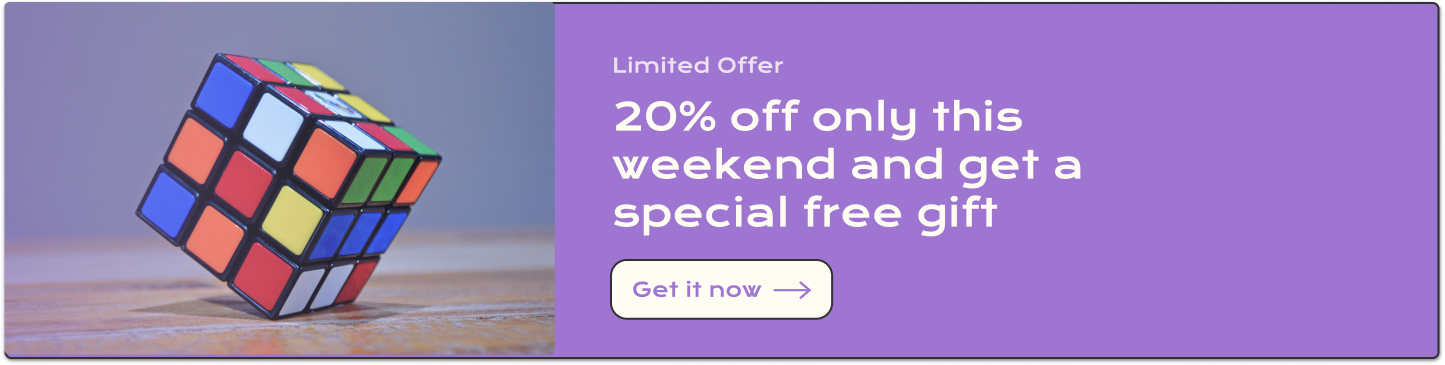 Limited Offer
20% off only this
weekend and get a
special free gift
Get it now